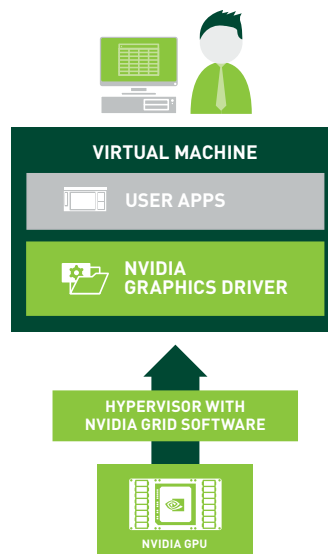 VIRTUAL MACHINE
USER APPS
NVIDIA
GRAPHICS DRIVER
HYPERVISOR WITH
NVIDIA GRID SOFTWARE
NVIDIA GPU